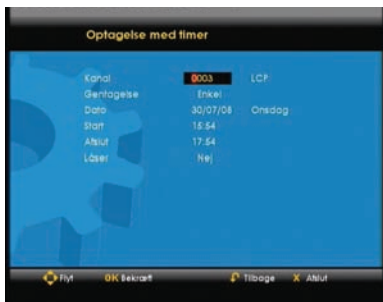 Optagelse med timer
Kanal 0003 LCP
Gentagelse Enkel
Dato 30/07/08 Onsdag
Start 15:54
Afslut 17:54
Låser Nej
Flyt OK Bekræft Tilbage X Afslut